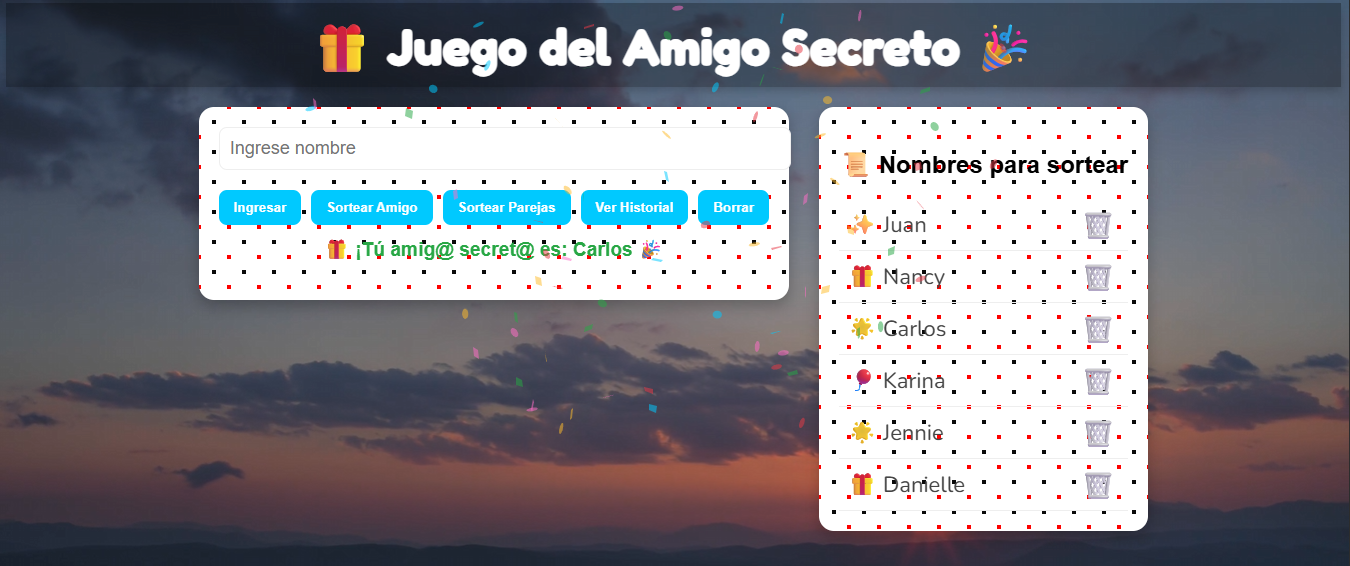 🎁 Juego del Amigo Secreto 🎉
Ingrese nombre
Ingresar Sortear Amigo Sortear Parejas Ver Historial Borrar
🎁 ¡Tú amig@ secret@ es: Carlos 🎉
📜 Nombres para sortear
✨ Juan 🗑️
🎁 Nancy 🗑️
🌟 Carlos 🗑️
🎈 Karina 🗑️
🌟 Jennie 🗑️
🎁 Danielle 🗑️